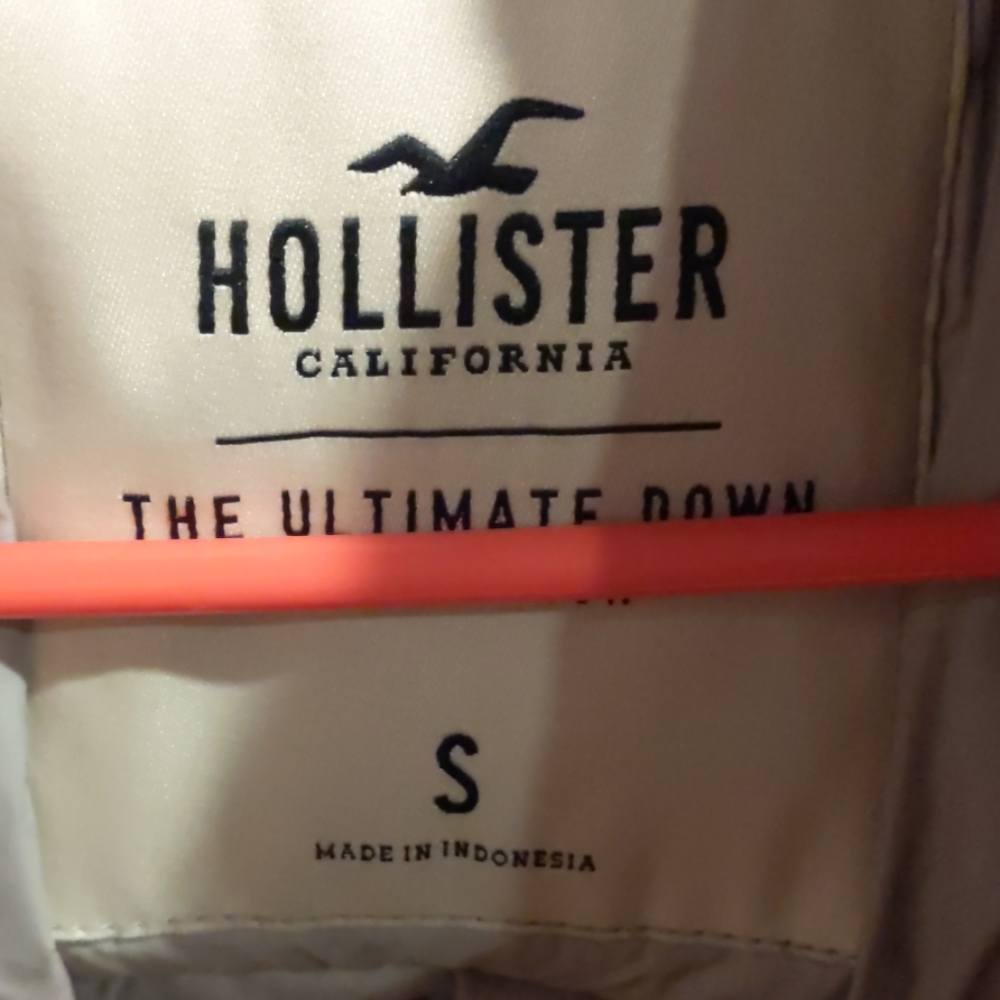 HOLLISTER
CALIFORNIA
THE ULTIMATE DOWN
S
MADE IN INDONESIA